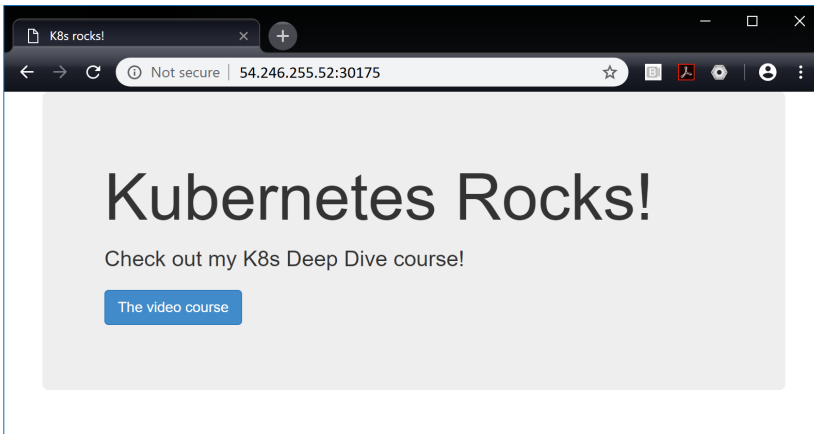 K8s rocks!
Not secure 54.246.255.52:30175
Kubernetes Rocks!
Check out my K8s Deep Dive course!
The video course